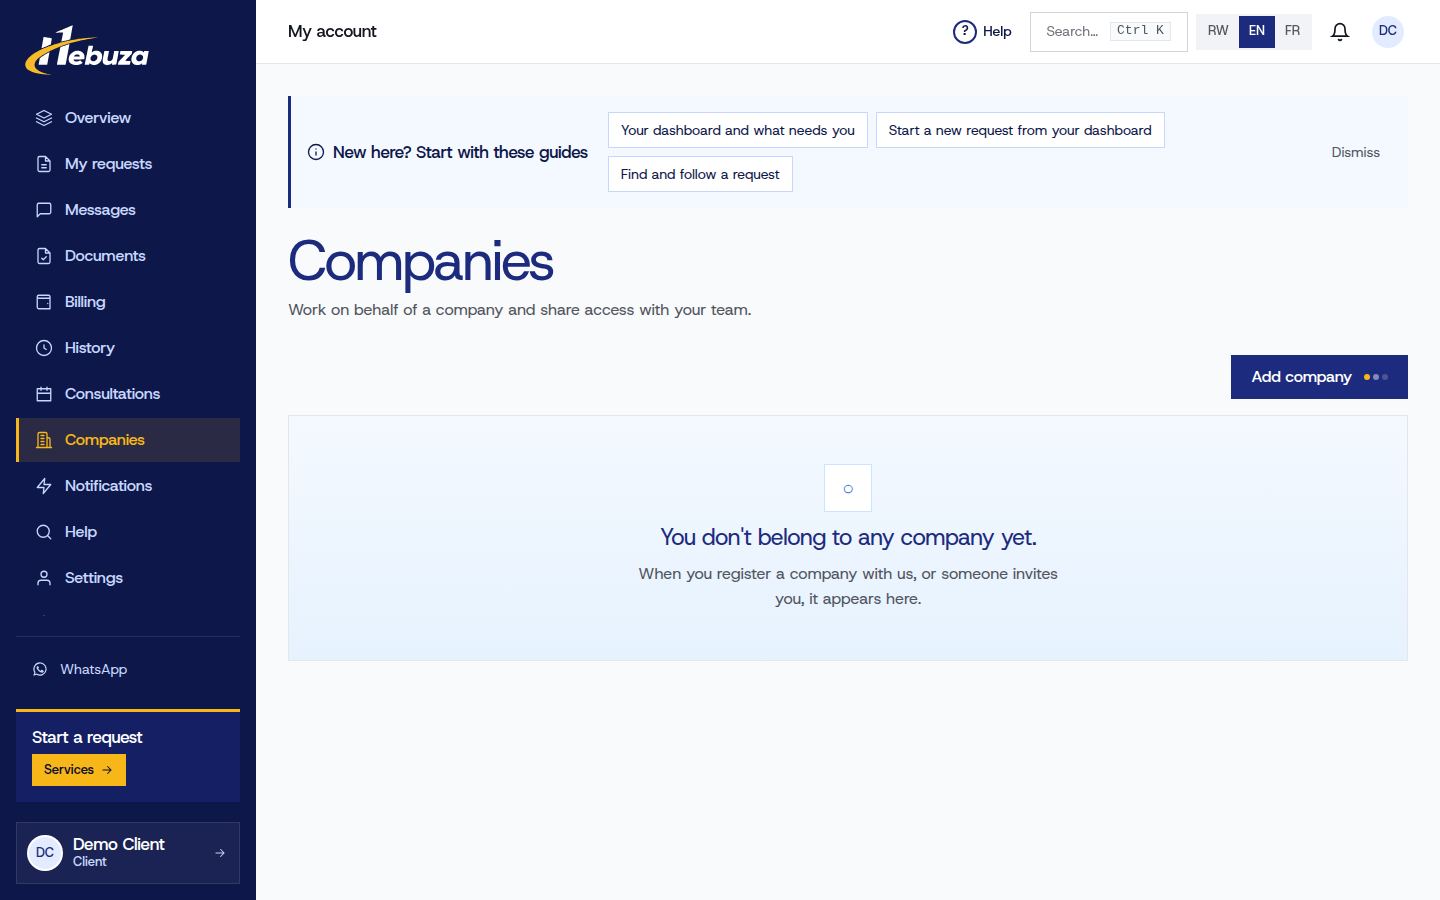 Hebuza
Overview
My requests
Messages
Documents
Billing
History
Consultations
Companies
Notifications
Help
Settings
WhatsApp
Start a request
Services
DC
Demo Client
Client
My account
? Help
Search...
Ctrl K
RW
EN
FR
DC
New here? Start with these guides
Your dashboard and what needs you
Start a new request from your dashboard
Find and follow a request
Dismiss
Companies
Work on behalf of a company and share access with your team.
Add company
You don't belong to any company yet.
When you register a company with us, or someone invites
you, it appears here.